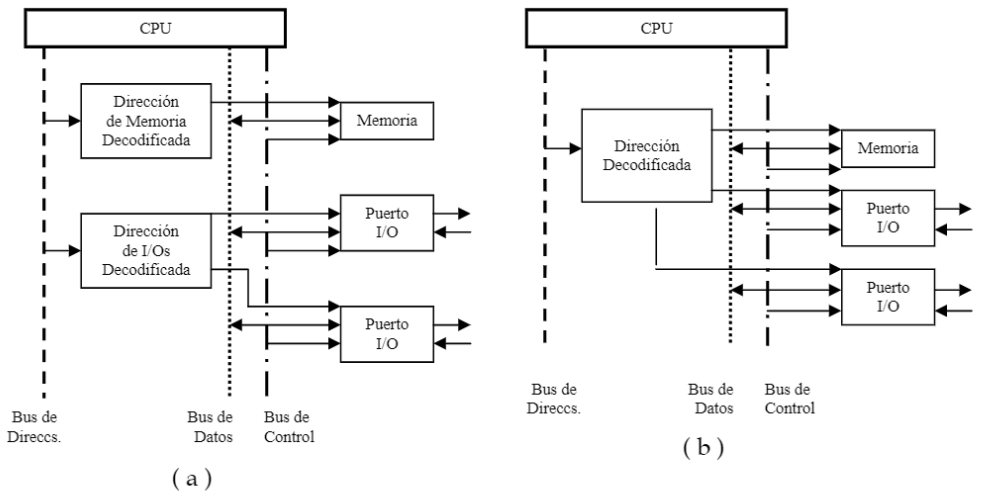 CPU
Dirección
de Memoria
Decodificada
Memoria
Dirección
de I/Os
Decodificada
Puerto
I/O
Puerto
I/O
Bus de
Direccs.
Bus de
Datos
Bus de
Control
( a )
CPU
Dirección
Decodificada
Memoria
Puerto
I/O
Puerto
I/O
Bus de
Direccs.
Bus de
Datos
Bus de
Control
( b )